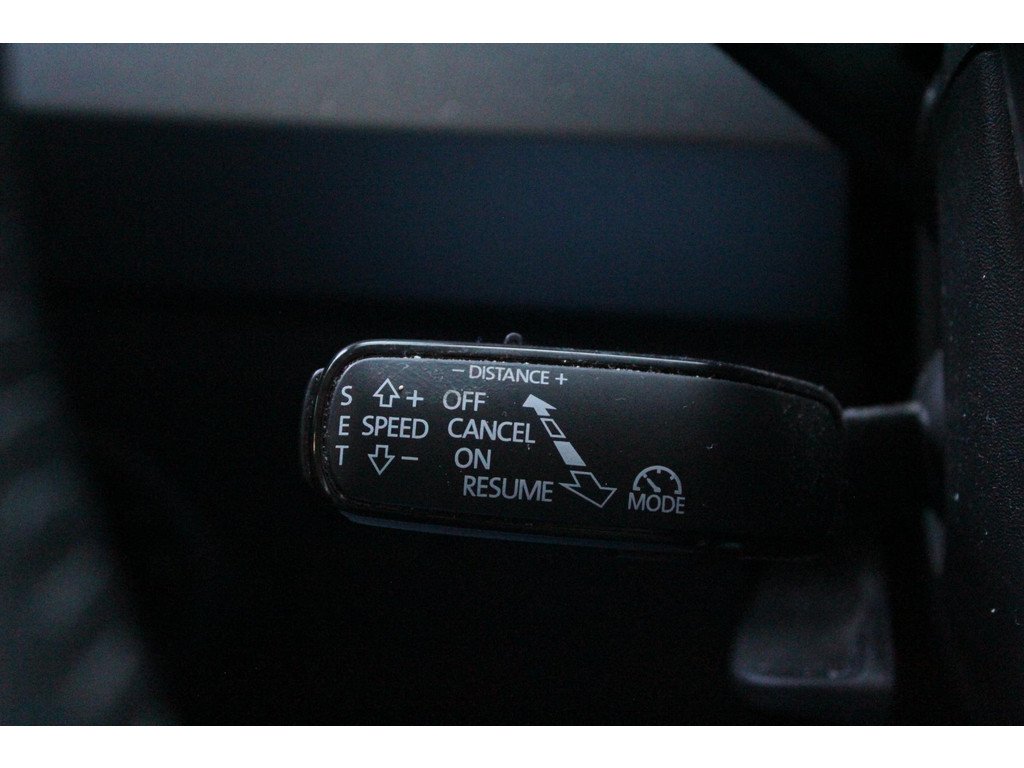 - DISTANCE +
S + OFF
E SPEED CANCEL
T - ON
RESUME
MODE